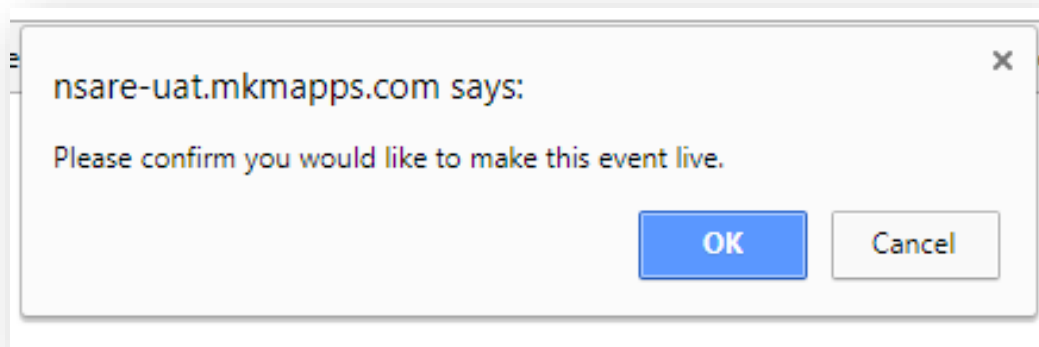 nsare-uat.mkmapps.com says:
Please confirm you would like to make this event live.
OK
Cancel